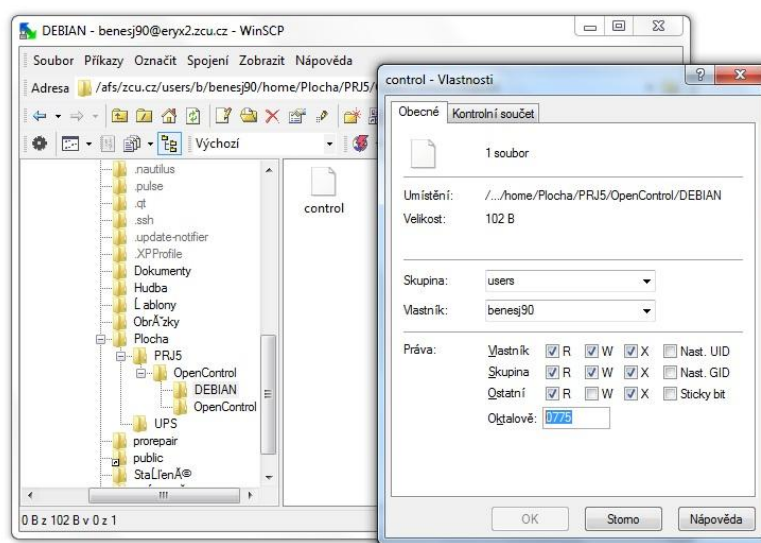 DEBIAN - benesj90@eryx2.zcu.cz - WinSCP
Soubor Příkazy Označit Spojení Zobrazit Nápověda
Adresa /afs/zcu.cz/users/b/benesj90/home/Plocha/PRJ5/
Výchozí
.nautilus
.pulse
.qt
.ssh
.update-notifier
.XPProfile
Dokumenty
Hudba
Ĺ ablony
ObrĂˇzky
Plocha
PRJ5
OpenControl
DEBIAN
OpenControl
UPS
prorepair
public
control
0 B z 102 B v 0 z 1
control - Vlastnosti
Obecné Kontrolní součet
1 soubor
Umístění: /.../home/Plocha/PRJ5/OpenControl/DEBIAN
Velikost: 102 B
Skupina: users
Vlastník: benesj90
Práva: Vlastník R W X Nast. UID
Skupina R W X Nast. GID
Ostatní R W X Sticky bit
Oktalově: 0775
OK Storno Nápověda